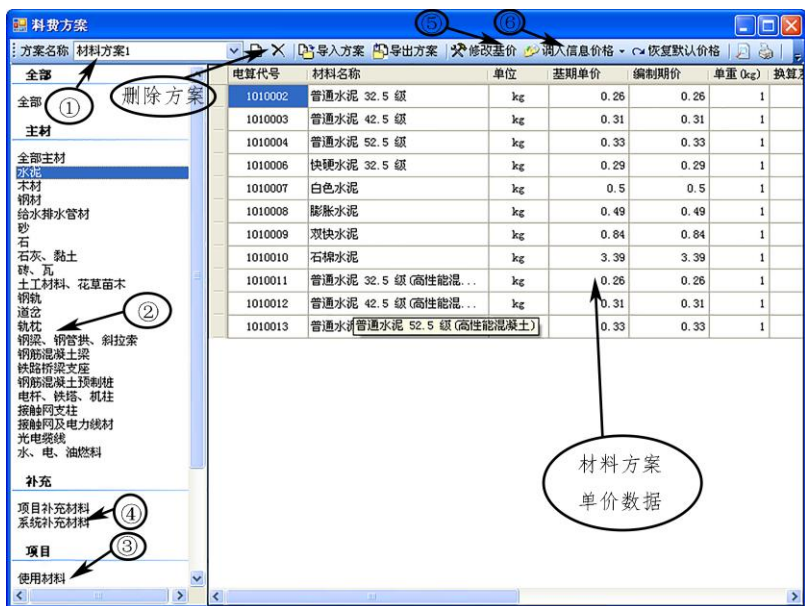 料费方案
⑤
⑥
方案名称 材料方案1
导入方案 导出方案 修改基价 调入信息价格 恢复默认价格
删除方案
①
全部
全部
主材
全部主材
水泥
木材
钢材
给水排水管材
砂
石
石灰、黏土
砖、瓦
土工材料、花草苗木
钢轨
道岔
轨枕
②
钢梁、钢管拱、斜拉索
钢筋混凝土梁
铁路桥梁支座
钢筋混凝土预制桩
电杆、铁塔、机柱
接触网支柱
接触网及电力线材
光电缆线
水、电、油燃料
补充
项目补充材料
系统补充材料
④
项目
③
使用材料
电算代号 材料名称 单位 基期单价 编制期价 单重(kg) 换算系
1010002 普通水泥 32.5 级 kg 0.26 0.26 1
1010003 普通水泥 42.5 级 kg 0.31 0.31 1
1010004 普通水泥 52.5 级 kg 0.33 0.33 1
1010006 快硬水泥 32.5 级 kg 0.29 0.29 1
1010007 白色水泥 kg 0.5 0.5 1
1010008 膨胀水泥 kg 0.49 0.49 1
1010009 双快水泥 kg 0.84 0.84 1
1010010 石棉水泥 kg 3.39 3.39 1
1010011 普通水泥 32.5 级(高性能混... kg 0.26 0.26 1
1010012 普通水泥 42.5 级(高性能混... kg 0.31 0.31 1
1010013 普通水 普通水泥 52.5 级(高性能混凝土) 0.33 0.33 1
材料方案
单价数据